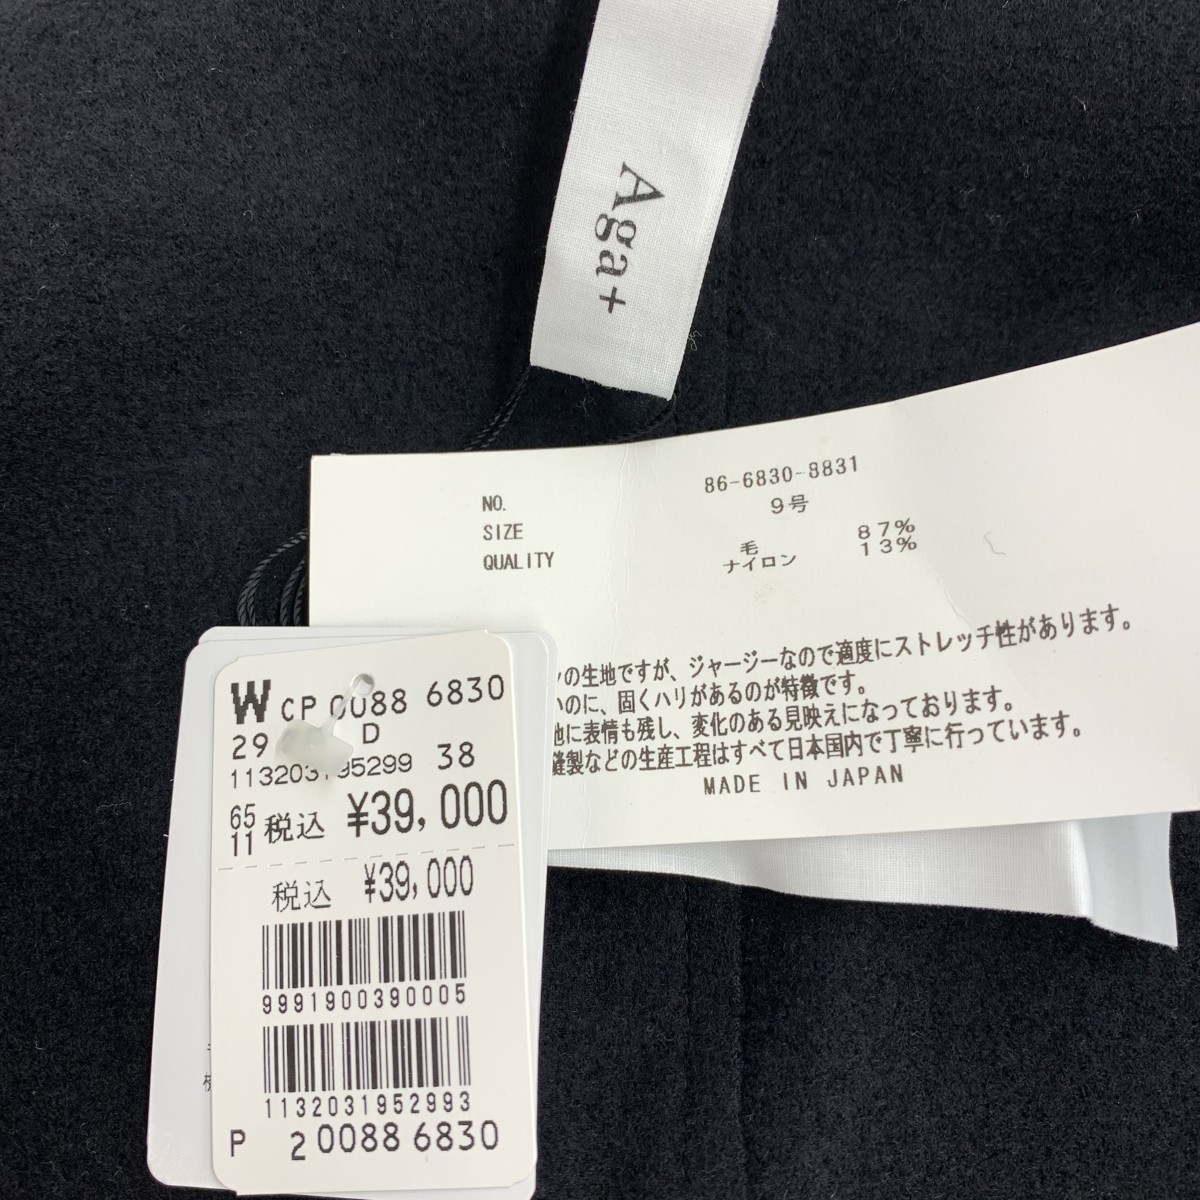 Aga+
NO. 86-6830-8831
SIZE 9号
QUALITY 毛 87%
ナイロン 13%
の生地ですが、ジャージーなので適度にストレッチ性があります。
いのに、固くハリがあるのが特徴です。
地に表情も残し、変化のある見映えになっております。
縫製などの生産工程はすべて日本国内で丁寧に行っています。
MADE IN JAPAN
W CP 0088 6830
29 D
113203195299 38
65
11 税込 ¥39,000
税込 ¥39,000
9991900390005
1132031952993
P 2 0088 6830